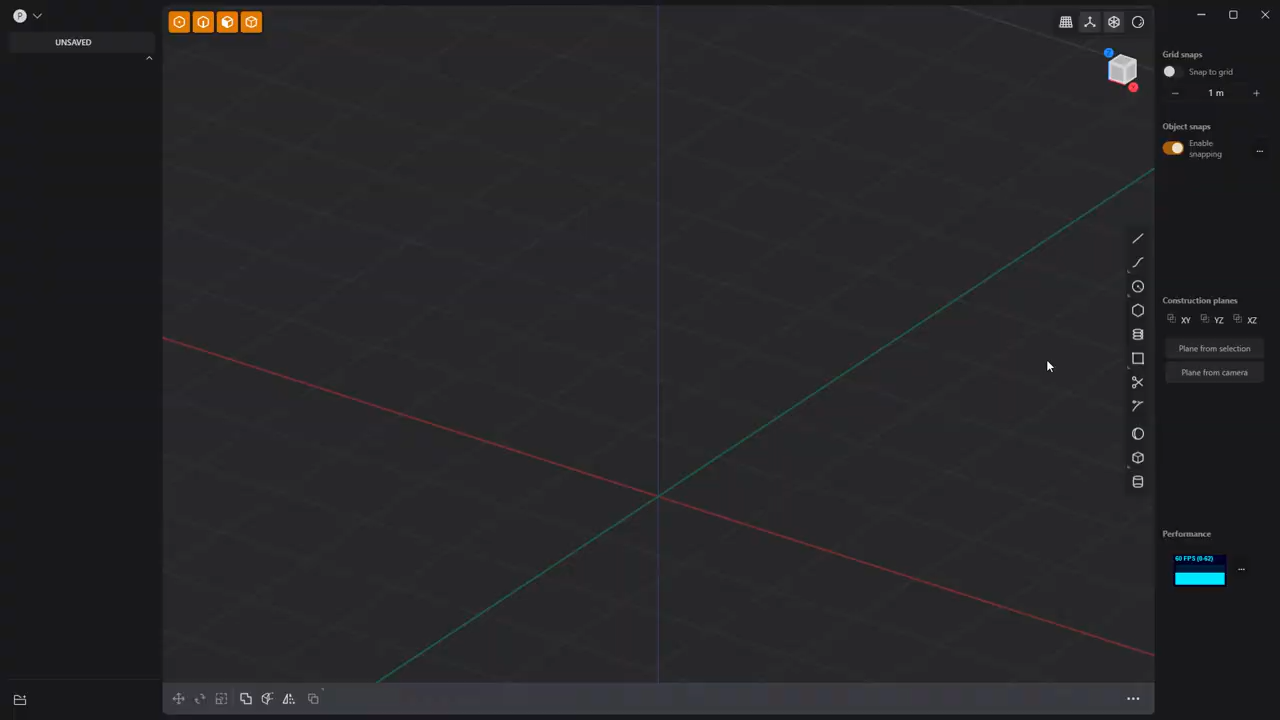 P
UNSAVED
Grid snaps
Snap to grid
1 m
Object snaps
Enable
snapping
Construction planes
XY
YZ
XZ
Plane from selection
Plane from camera
Performance
60 FPS (0-62)